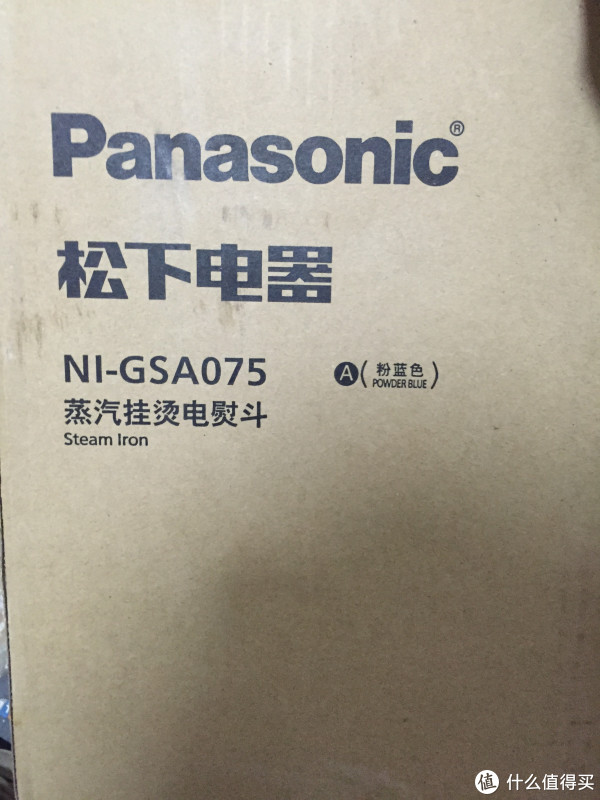 Panasonic®
松下电器
NI-GSA075 A(粉蓝色 POWDER BLUE)
蒸汽挂烫电熨斗
Steam Iron
值 什么值得买